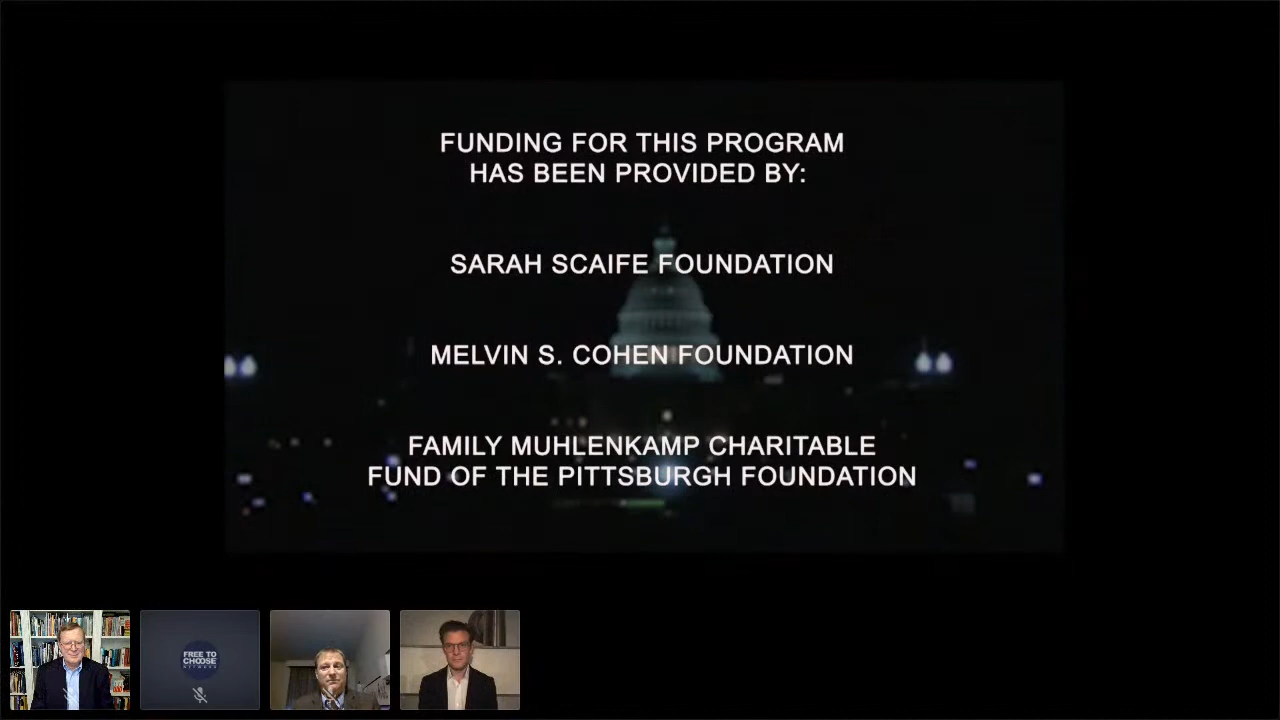 FUNDING FOR THIS PROGRAM
HAS BEEN PROVIDED BY:
SARAH SCAIFE FOUNDATION
MELVIN S. COHEN FOUNDATION
FAMILY MUHLENKAMP CHARITABLE
FUND OF THE PITTSBURGH FOUNDATION
FREE TO
CHOOSE
NETWORK